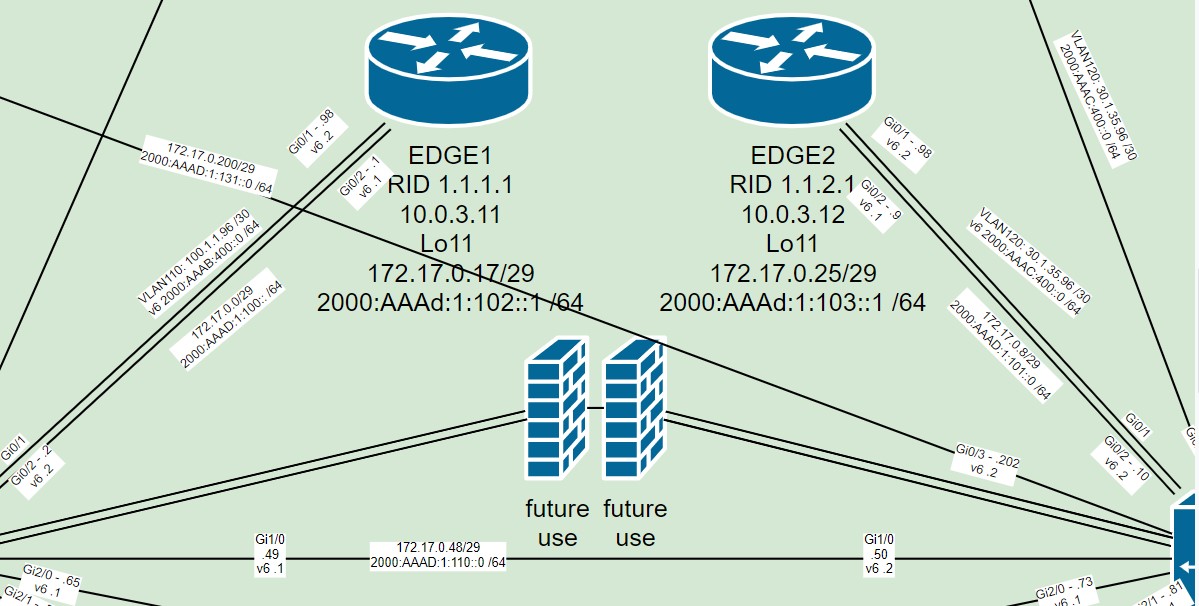 VLAN120: 30.1.35.96 /30
2000:AAAC:400::0 /64
Gi0/1 - .98
v6 .2
172.17.0.200/29
2000:AAAD:1:131::0 /64
Gi0/2 - .1
v6 .1
EDGE1
RID 1.1.1.1
10.0.3.11
Lo11
172.17.0.17/29
2000:AAAd:1:102::1 /64
EDGE2
RID 1.1.2.1
10.0.3.12
Lo11
172.17.0.25/29
2000:AAAd:1:103::1 /64
Gi0/1 - .98
v6 .2
Gi0/2 - .9
v6 .1
VLAN110: 100.1.1.96 /30
v6 2000:AAAB:400::0 /64
172.17.0.0/29
2000:AAAD:1:100:: /64
VLAN120: 30.1.35.96 /30
v6 2000:AAAC:400::0 /64
172.17.0.8/29
2000:AAAD:1:101::0 /64
Gi0/1
Gi0/2 - .2
v6 .2
Gi0/1
Gi0/2 - .10
v6 .2
Gi0/3 - .202
v6 .2
future
use
future
use
Gi1/0
.49
v6 .1
172.17.0.48/29
2000:AAAD:1:110::0 /64
Gi1/0
.50
v6 .2
Gi2/0 - .65
v6 .1
Gi2/1 -
Gi2/0 - .73
v6 .1
2/1 - .81